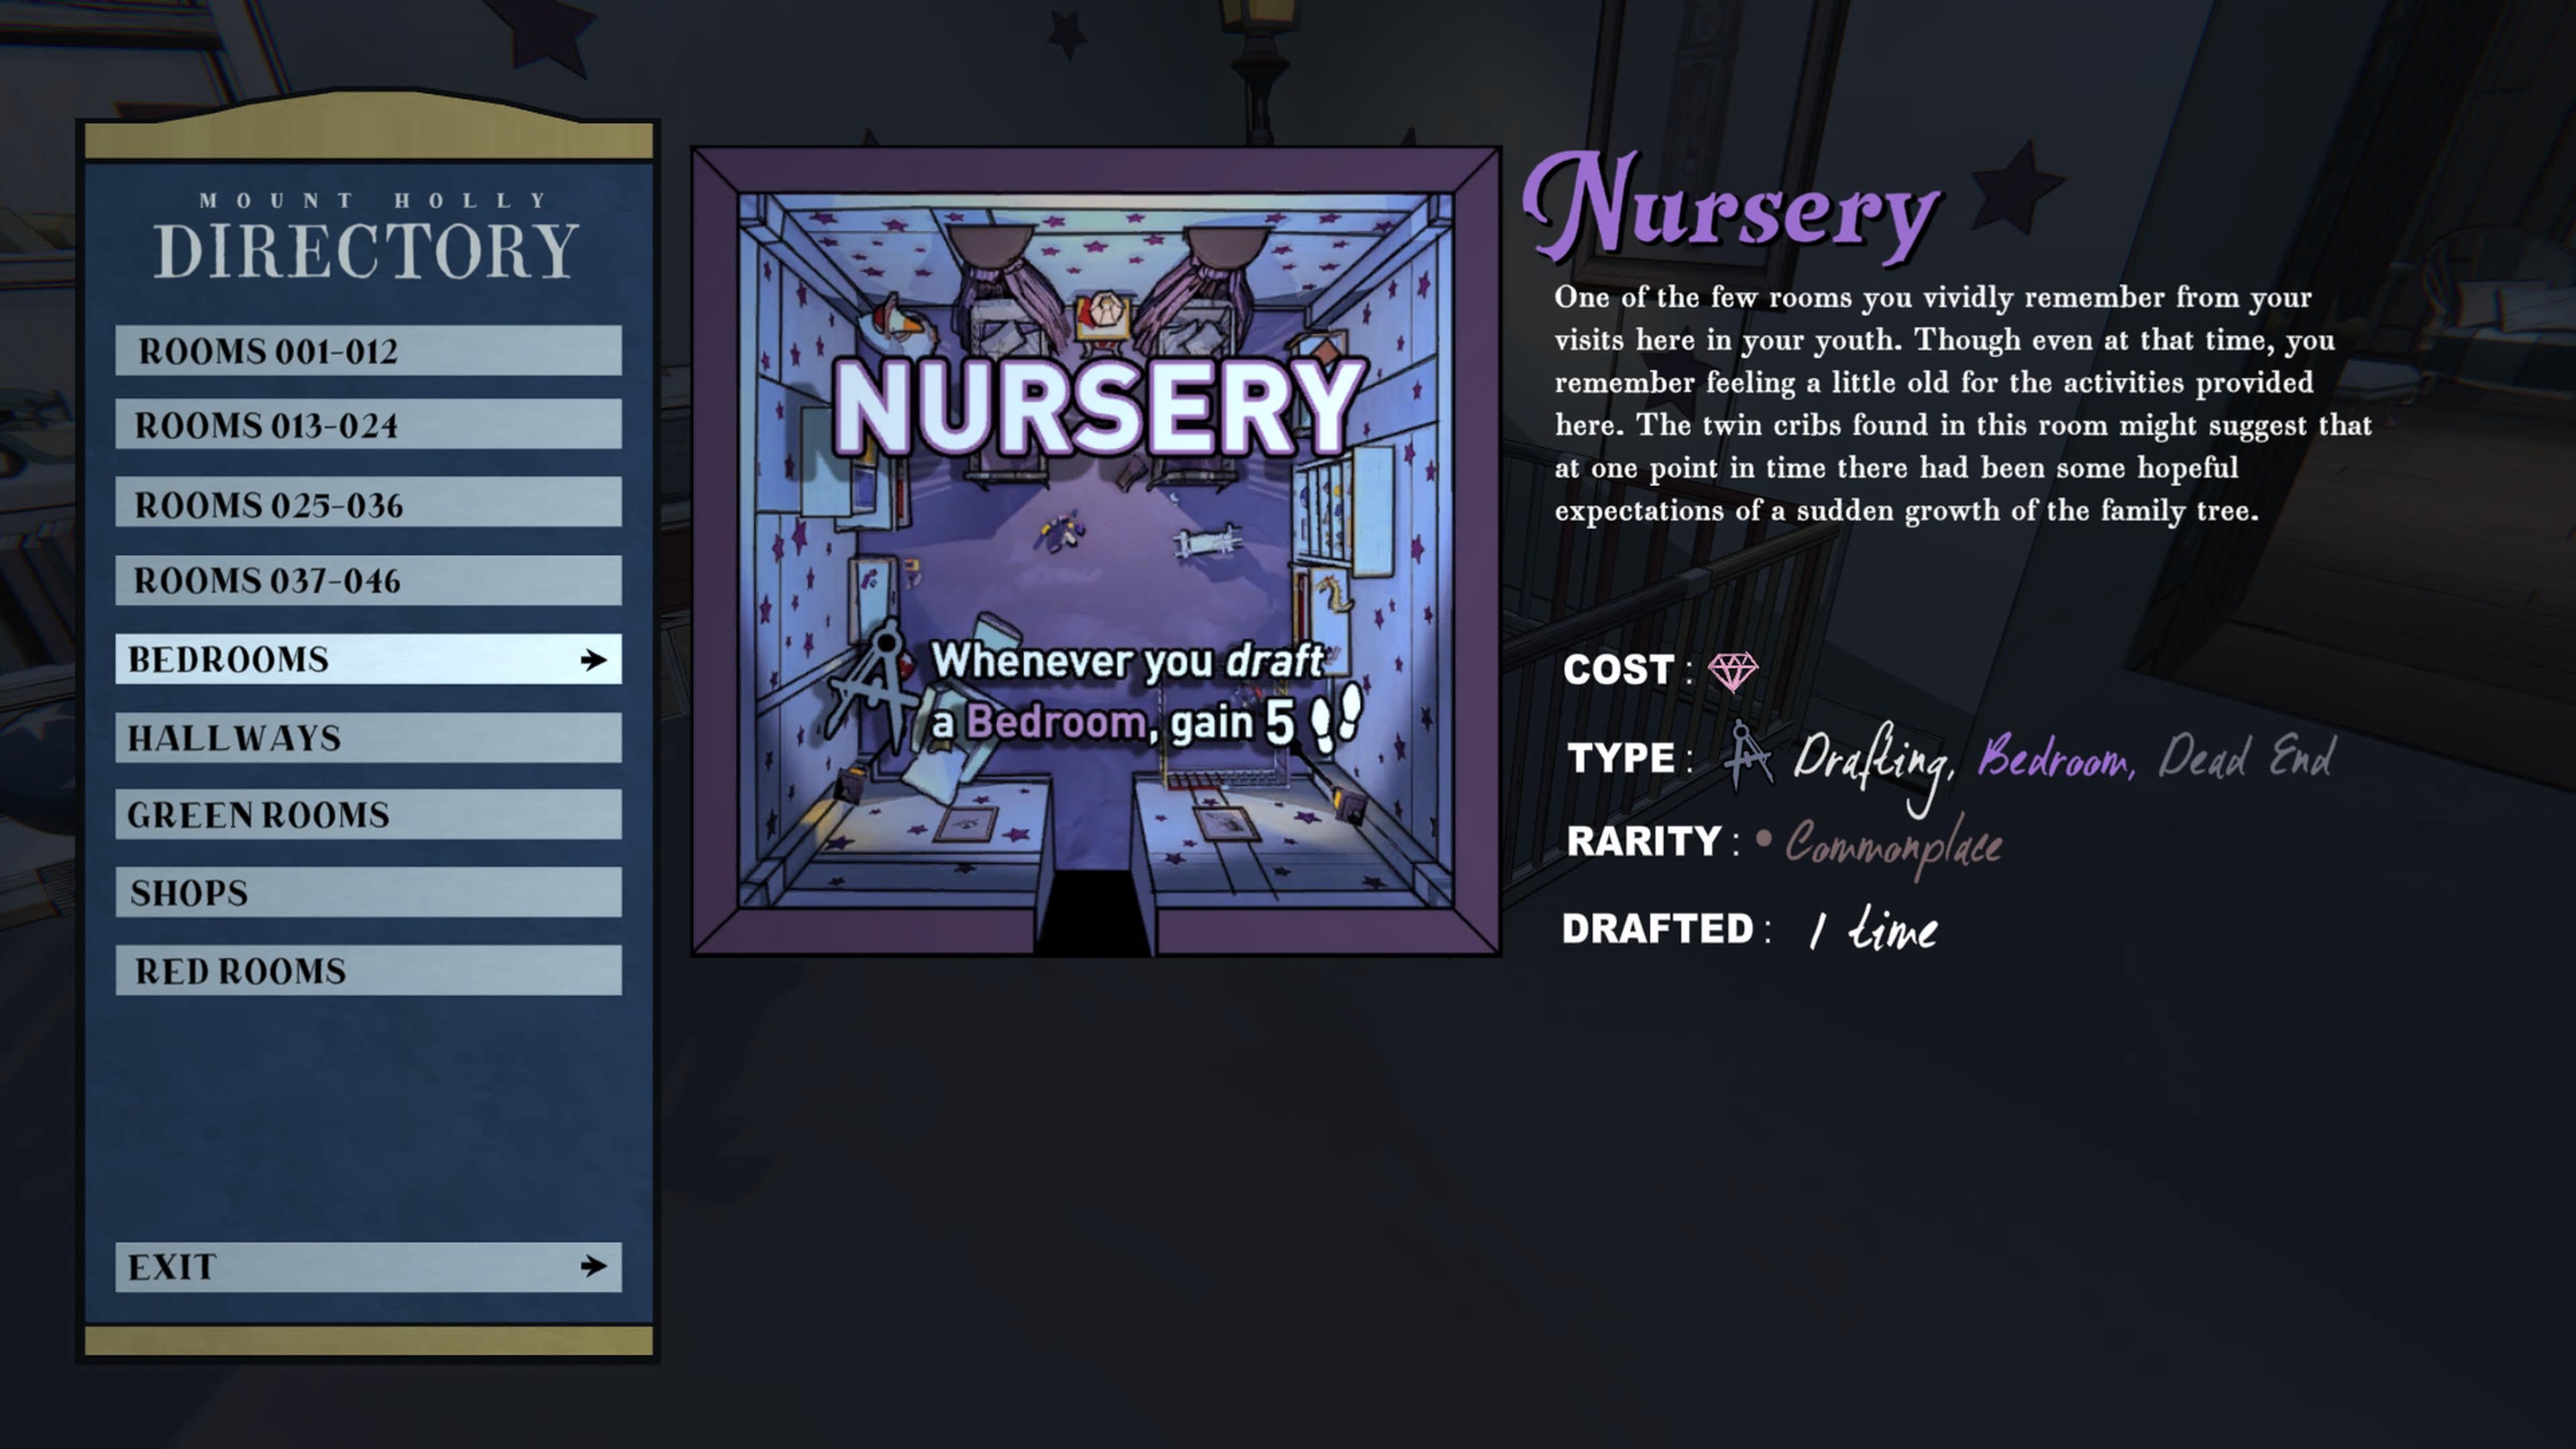 MOUNT HOLLY
DIRECTORY
ROOMS 001-012
ROOMS 013-024
ROOMS 025-036
ROOMS 037-046
BEDROOMS
HALLWAYS
GREEN ROOMS
SHOPS
RED ROOMS
EXIT
NURSERY
Whenever you draft
a Bedroom, gain 5
Nursery
One of the few rooms you vividly remember from your
visits here in your youth. Though even at that time, you
remember feeling a little old for the activities provided
here. The twin cribs found in this room might suggest that
at one point in time there had been some hopeful
expectations of a sudden growth of the family tree.
COST :
TYPE : Drafting, Bedroom, Dead End
RARITY : • Commonplace
DRAFTED : 1 time